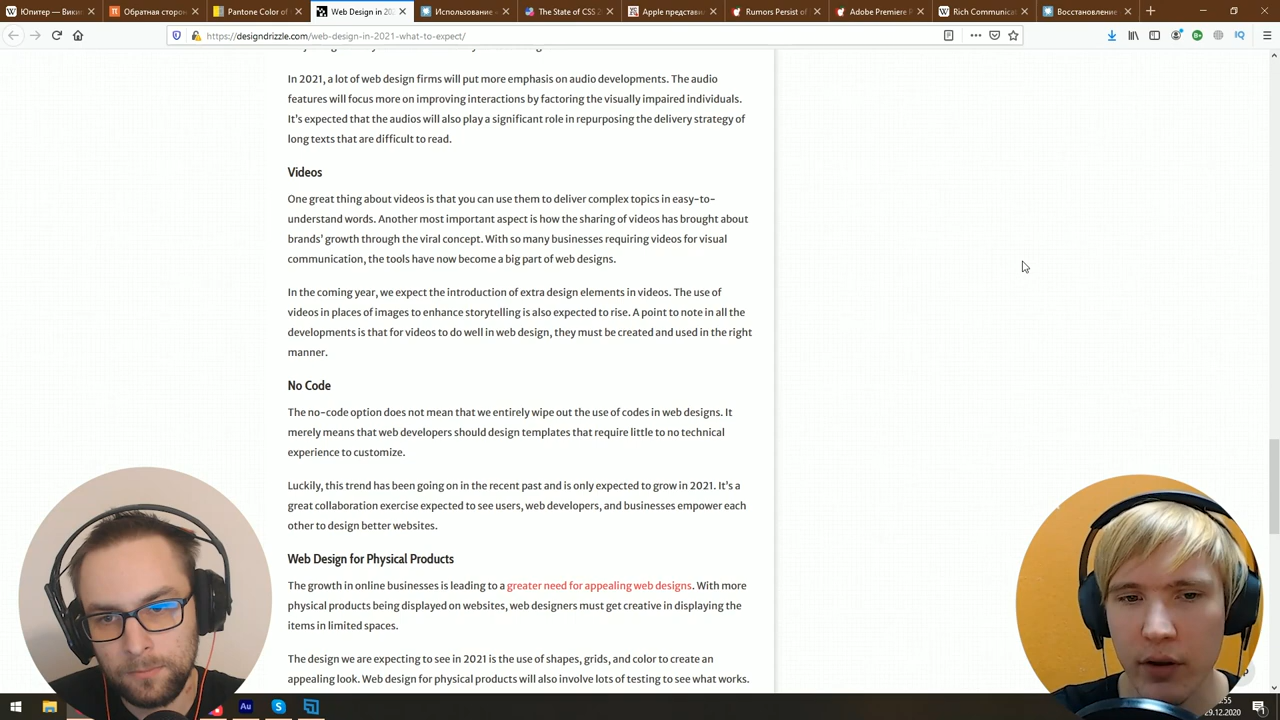 Юпитер — Вики
Обратная сторон
Pantone Color of
Web Design in 202
Использование
The State of CSS 2
Apple представи
Rumors Persist of
Adobe Premiere P
Rich Communicat
Восстановление
https://designdrizzle.com/web-design-in-2021-what-to-expect/
In 2021, a lot of web design firms will put more emphasis on audio developments. The audio
features will focus more on improving interactions by factoring the visually impaired individuals.
It’s expected that the audios will also play a significant role in repurposing the delivery strategy of
long texts that are difficult to read.
Videos
One great thing about videos is that you can use them to deliver complex topics in easy-to-
understand words. Another most important aspect is how the sharing of videos has brought about
brands’ growth through the viral concept. With so many businesses requiring videos for visual
communication, the tools have now become a big part of web designs.
In the coming year, we expect the introduction of extra design elements in videos. The use of
videos in places of images to enhance storytelling is also expected to rise. A point to note in all the
developments is that for videos to do well in web design, they must be created and used in the right
manner.
No Code
The no-code option does not mean that we entirely wipe out the use of codes in web designs. It
merely means that web developers should design templates that require little to no technical
experience to customize.
Luckily, this trend has been going on in the recent past and is only expected to grow in 2021. It’s a
great collaboration exercise expected to see users, web developers, and businesses empower each
other to design better websites.
Web Design for Physical Products
The growth in online businesses is leading to a greater need for appealing web designs. With more
physical products being displayed on websites, web designers must get creative in displaying the
items in limited spaces.
The design we are expecting to see in 2021 is the use of shapes, grids, and color to create an
appealing look. Web design for physical products will also involve lots of testing to see what works.
Au
:55
29.12.2020